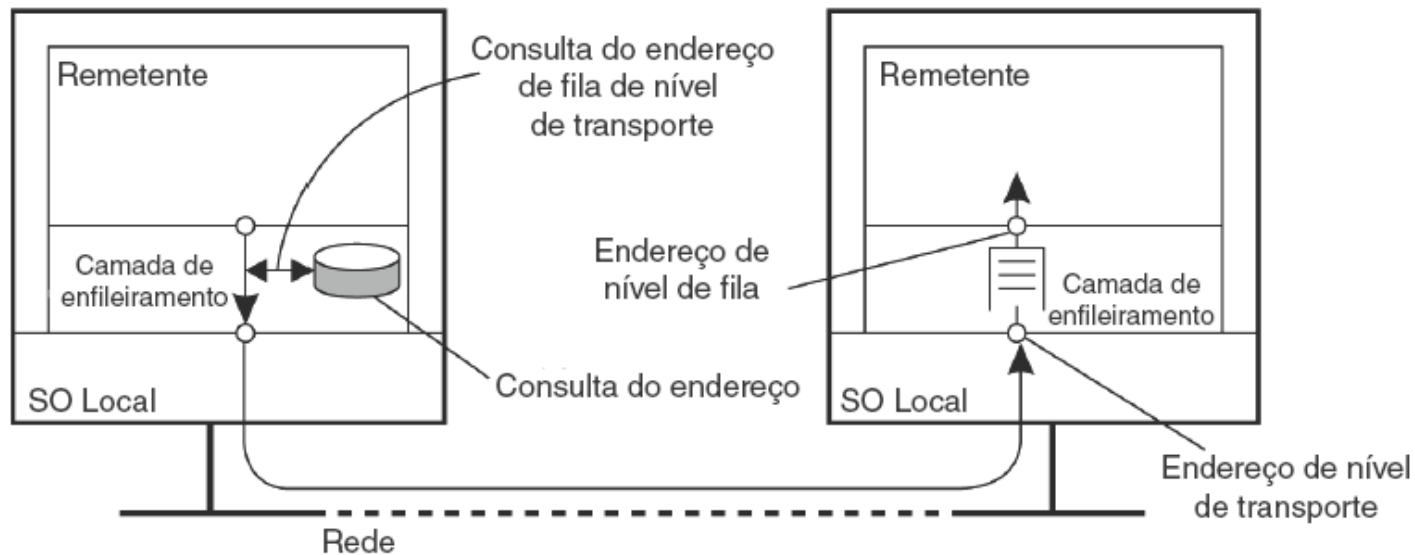 Remetente
Consulta do endereço
de fila de nível
de transporte
Remetente
Camada de
enfileiramento
Endereço de
nível de fila
Camada de
enfileiramento
Consulta do endereço
SO Local
SO Local
Endereço de nível
de transporte
Rede